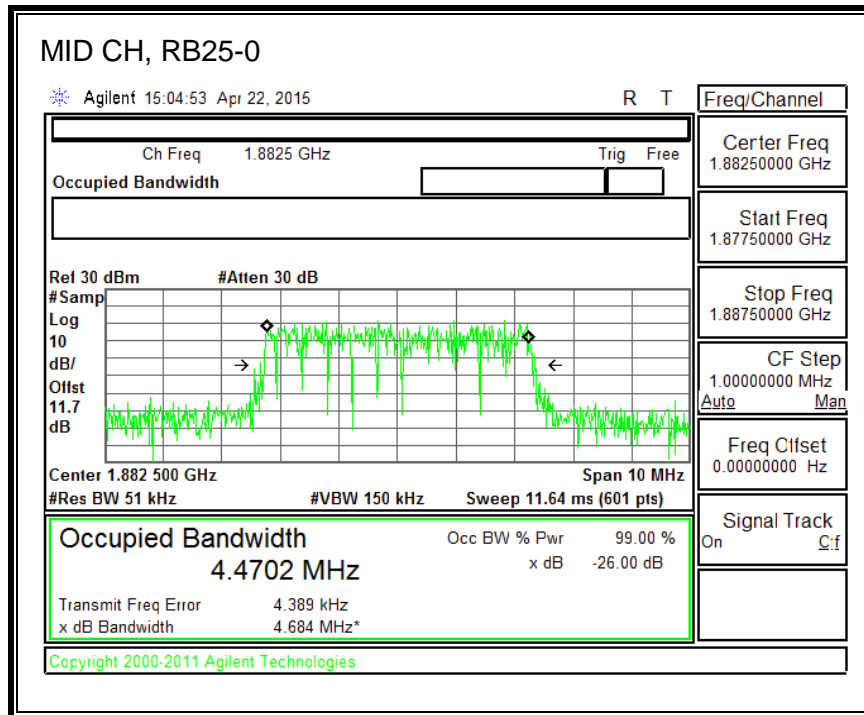 MID CH, RB25-0
Agilent 15:04:53 Apr 22, 2015 R T
Freq/Channel
Ch Freq 1.8825 GHz Trig Free
Occupied Bandwidth
Center Freq
1.88250000 GHz
Start Freq
1.87750000 GHz
Stop Freq
1.88750000 GHz
CF Step
1.00000000 MHz
Auto Man
Freq Offset
0.00000000 Hz
Signal Track
On Off
Ref 30 dBm #Atten 30 dB
#Samp
Log
10
dB/
Offst
11.7
dB
Center 1.882 500 GHz Span 10 MHz
#Res BW 51 kHz #VBW 150 kHz Sweep 11.64 ms (601 pts)
Occupied Bandwidth
4.4702 MHz
Occ BW % Pwr 99.00 %
x dB -26.00 dB
Transmit Freq Error 4.389 kHz
x dB Bandwidth 4.684 MHz*
Copyright 2000-2011 Agilent Technologies